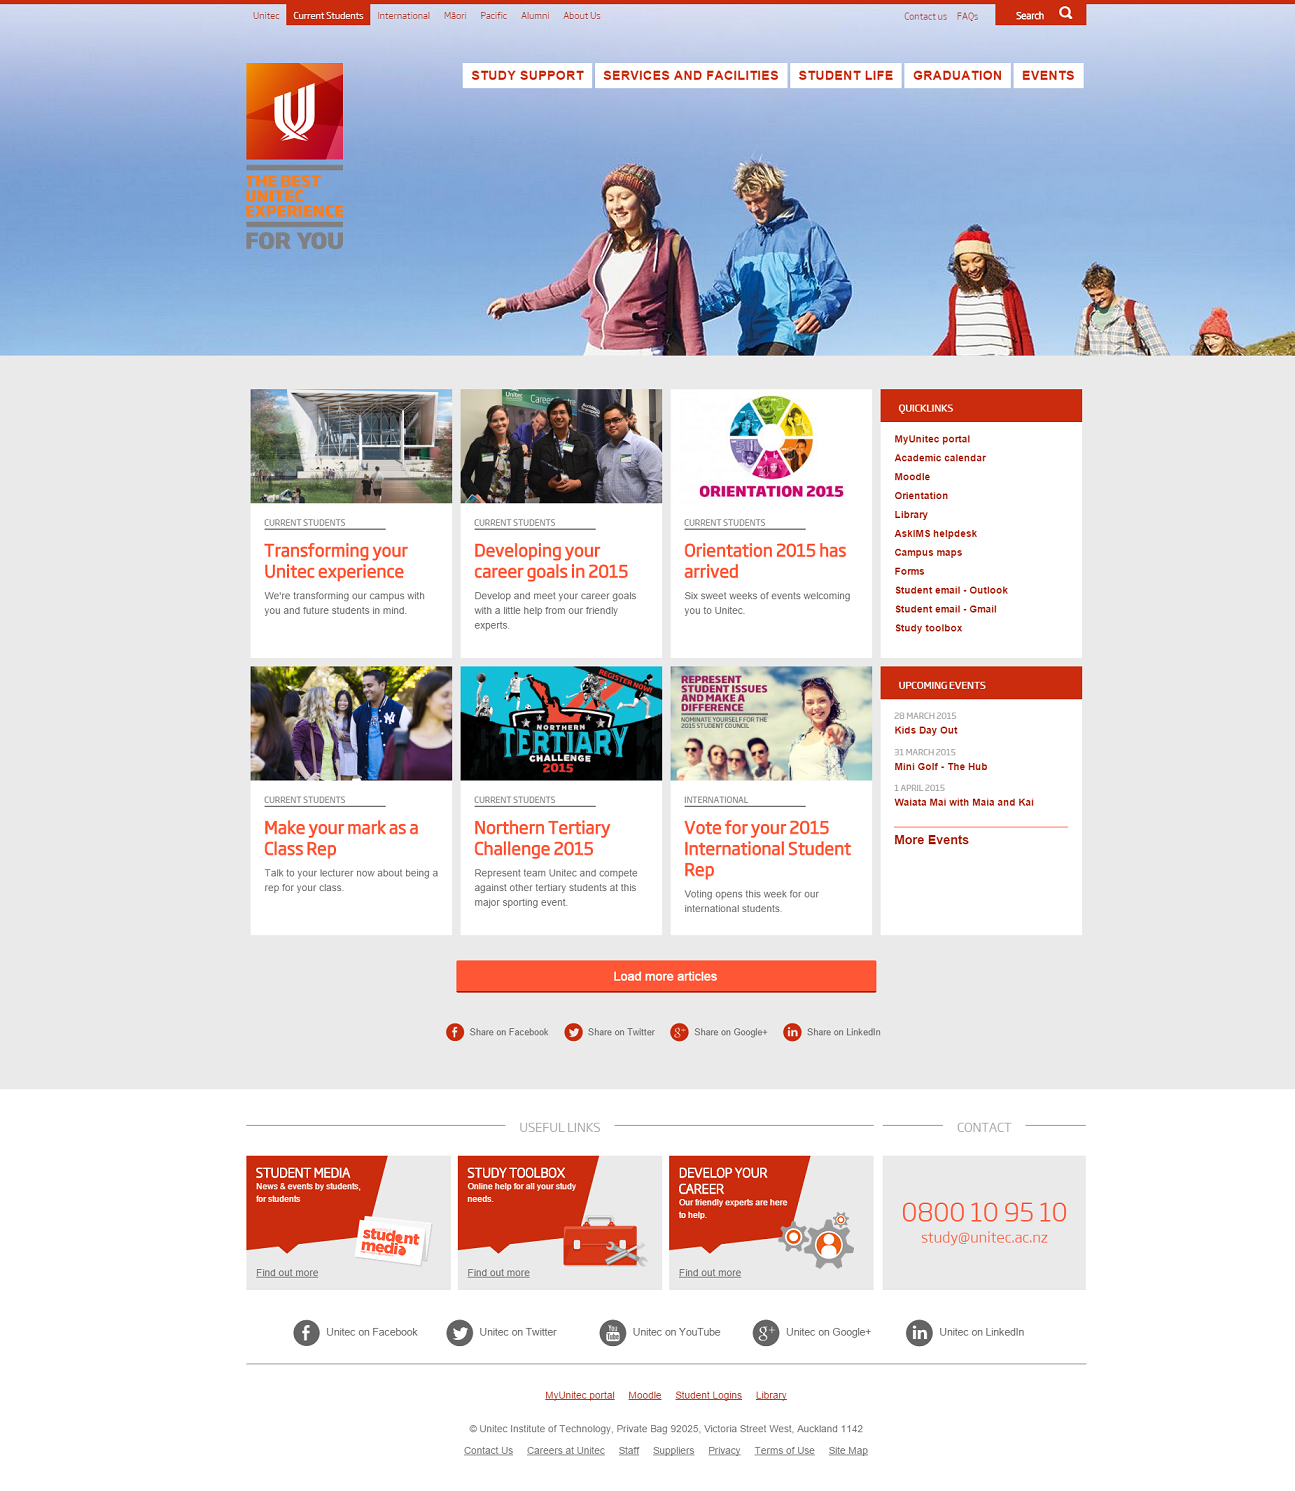 Unitec Current Students International Māori Pacific Alumni About Us Contact us FAQs Search
STUDY SUPPORT SERVICES AND FACILITIES STUDENT LIFE GRADUATION EVENTS
THE BEST
UNITEC
EXPERIENCE
FOR YOU
CURRENT STUDENTS
Transforming your
Unitec experience
We're transforming our campus with
you and future students in mind.
Unitec
CURRENT STUDENTS
Developing your
career goals in 2015
Develop and meet your career goals
with a little help from our friendly
experts.
ORIENTATION 2015
CURRENT STUDENTS
Orientation 2015 has
arrived
Six sweet weeks of events welcoming
you to Unitec.
QUICKLINKS
MyUnitec portal
Academic calendar
Moodle
Orientation
Library
AskIMS helpdesk
Campus maps
Forms
Student email - Outlook
Student email - Gmail
Study toolbox
CURRENT STUDENTS
Make your mark as a
Class Rep
Talk to your lecturer now about being a
rep for your class.
REGISTER NOW!
NORTHERN
TERTIARY
CHALLENGE
2015
CURRENT STUDENTS
Northern Tertiary
Challenge 2015
Represent team Unitec and compete
against other tertiary students at this
major sporting event.
REPRESENT
STUDENT ISSUES
AND MAKE A
DIFFERENCE
NOMINATE YOURSELF FOR THE
2015 STUDENT COUNCIL
INTERNATIONAL
Vote for your 2015
International Student
Rep
Voting opens this week for our
international students.
UPCOMING EVENTS
28 MARCH 2015
Kids Day Out
31 MARCH 2015
Mini Golf - The Hub
1 APRIL 2015
Waiata Mai with Maia and Kai
More Events
Load more articles
Share on Facebook Share on Twitter Share on Google+ Share on LinkedIn
USEFUL LINKS CONTACT
STUDENT MEDIA
News & events by students,
for students
student
media
Find out more
STUDY TOOLBOX
Online help for all your study
needs.
Find out more
DEVELOP YOUR
CAREER
Our friendly experts are here
to help.
Find out more
0800 10 95 10
study@unitec.ac.nz
Unitec on Facebook Unitec on Twitter Unitec on YouTube Unitec on Google+ Unitec on LinkedIn
MyUnitec portal Moodle Student Logins Library
© Unitec Institute of Technology, Private Bag 92025, Victoria Street West, Auckland 1142
Contact Us Careers at Unitec Staff Suppliers Privacy Terms of Use Site Map